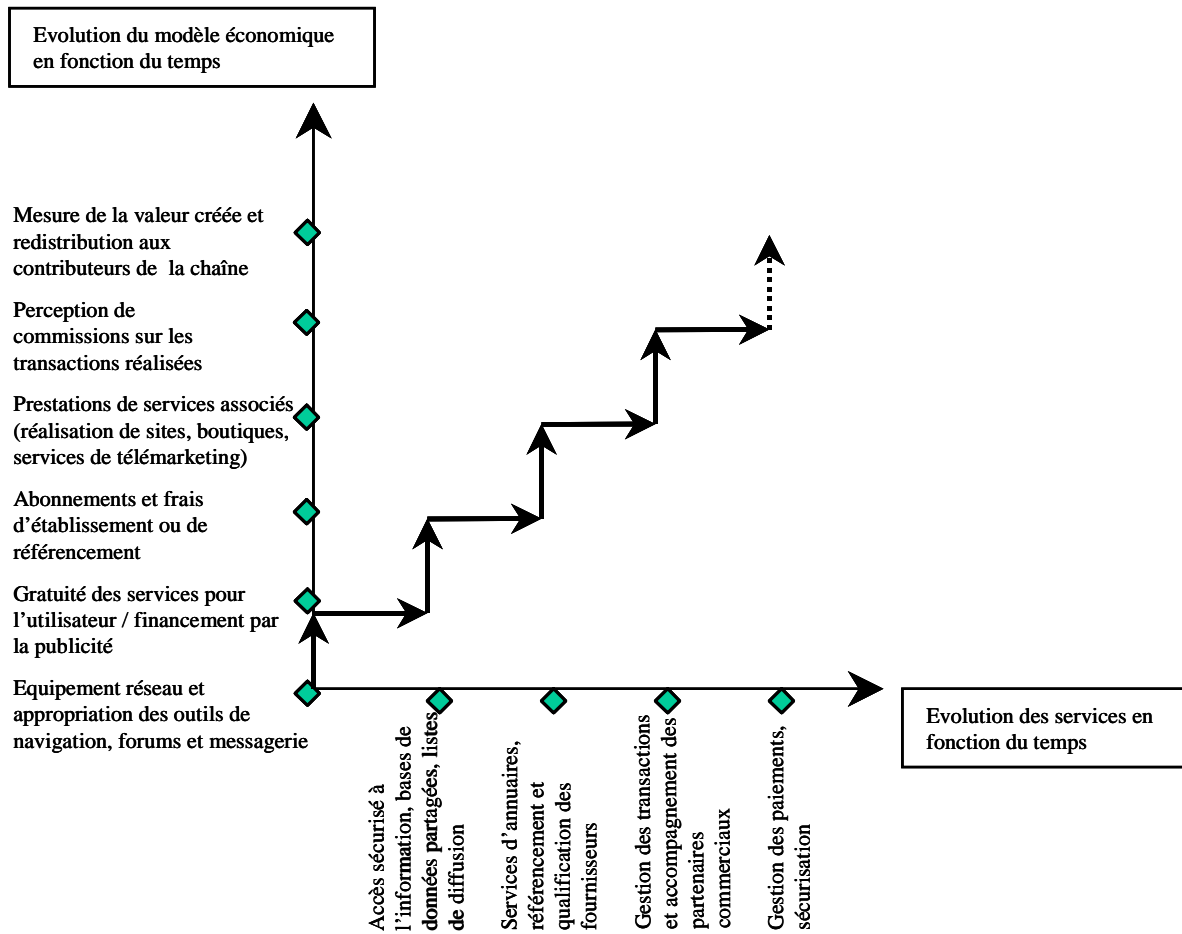 Evolution du modèle économique
en fonction du temps
Mesure de la valeur créée et
redistribution aux
contributeurs de la chaîne
Perception de
commissions sur les
transactions réalisées
Prestations de services associés
(réalisation de sites, boutiques,
services de télémarketing)
Abonnements et frais
d’établissement ou de
référencement
Gratuité des services pour
l’utilisateur / financement par
la publicité
Equipement réseau et
appropriation des outils de
navigation, forums et messagerie
Evolution des services en
fonction du temps
Accès sécurisé à
l’information, bases de
données partagées, listes
de diffusion
Services d’annuaires,
référencement et
qualification des
fournisseurs
Gestion des transactions
et accompagnement des
partenaires
commerciaux
Gestion des paiements,
sécurisation